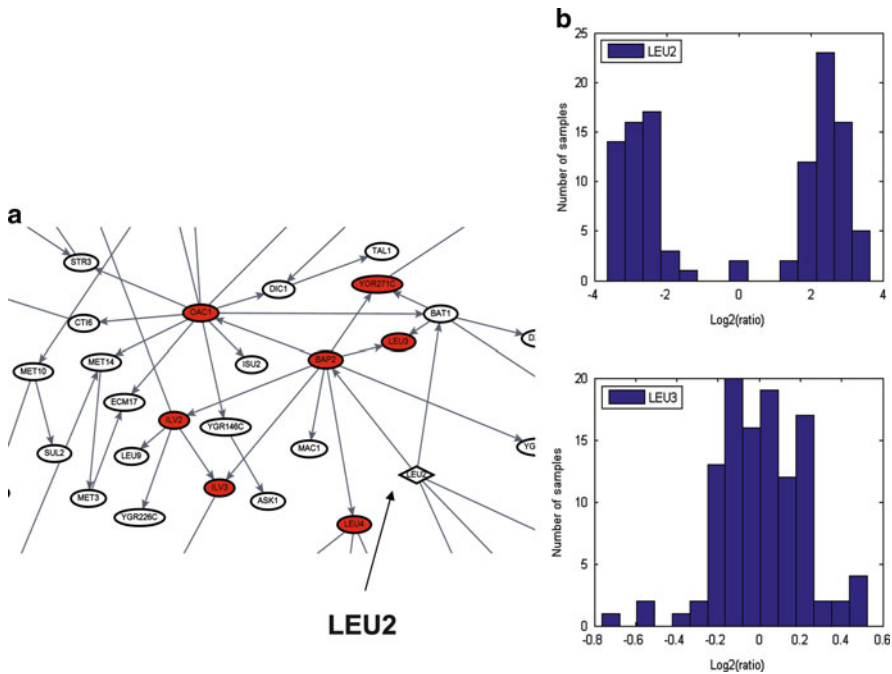 a
STR3
TAL1
DIC1
YOR271C
OAC1
CTI6
BAT1
LEU3
MET10
MET14
ISU2
BAP2
ECM17
ILV2
YGR146C
SUL2
LEU9
MAC1
YG
LEU2
MET3
ILV3
ASK1
YGR226C
LEU4
LEU2
b
25
20
15
10
5
0
Number of samples
LEU2
-4
-2
0
2
4
Log2(ratio)
20
15
10
5
0
Number of samples
LEU3
-0.8
-0.6
-0.4
-0.2
0
0.2
0.4
0.6
Log2(ratio)